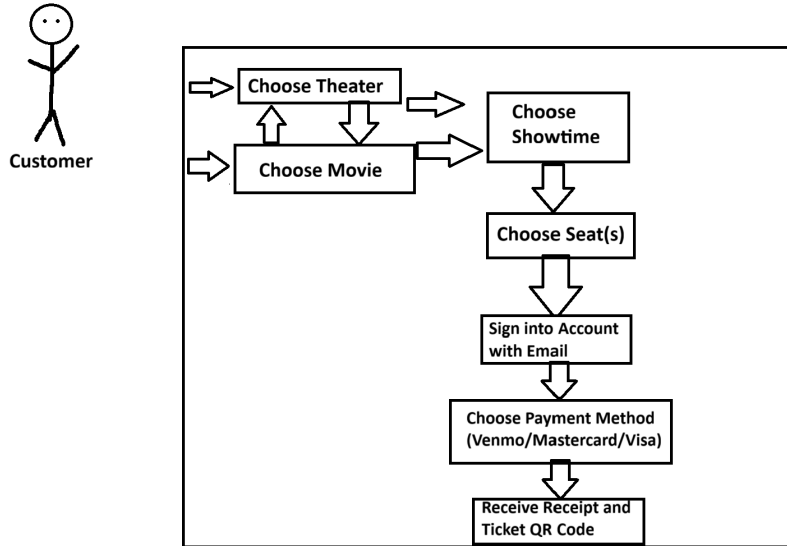 Customer
Choose Theater
Choose Movie
Choose
Showtime
Choose Seat(s)
Sign into Account
with Email
Choose Payment Method
(Venmo/Mastercard/Visa)
Receive Receipt and
Ticket QR Code